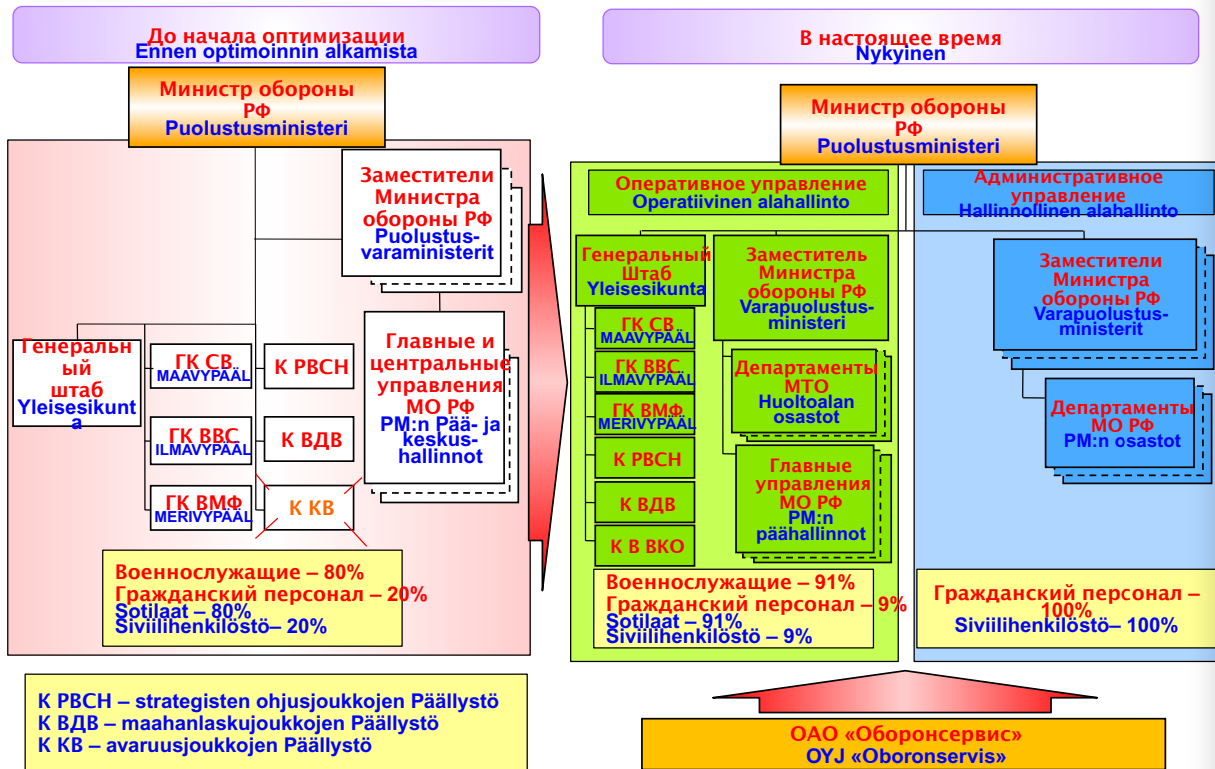 До начала оптимизации
Ennen optimoinnin alkamista
Министр обороны
РФ
Puolustusministeri
Заместители
Министра
обороны РФ
Puolustus-
varaministerit
Генеральн
ый
штаб
Yleisesikunt
a
ГК СВ
MAAVYPÄÄL
К РВСН
ГК ВВС
ILMAVYPÄÄL
К ВДВ
ГК ВМФ
MERIVYPÄÄL
К КВ
Главные и
центральные
управления
МО РФ
PM:n Pää- ja
keskus-
hallinnot
Военнослужащие – 80%
Гражданский персонал – 20%
Sotilaat – 80%
Siviilihenkilöstö– 20%
К РВСН – strategisten ohjusjoukkojen Päällystö
К ВДВ – maahanlaskujoukkojen Päällystö
К КВ – avaruusjoukkojen Päällystö
В настоящее время
Nykyinen
Министр обороны
РФ
Puolustusministeri
Оперативное управление
Operatiivinen alahallinto
Генеральный
Штаб
Yleisesikunta
ГК СВ
MAAVYPÄÄL
ГК ВВС
ILMAVYPÄÄL
ГК ВМФ
MERIVYPÄÄL
К РВСН
К ВДВ
К В ВКО
Заместитель
Министра
обороны РФ
Varapuolustus-
ministeri
Департаменты
МТО
Huoltoalan
osastot
Главные
управления
МО РФ
PM:n
päähallinnot
Военнослужащие – 91%
Гражданский персонал – 9%
Sotilaat – 91%
Siviilihenkilöstö – 9%
Административное
управление
Hallinnollinen alahallinto
Заместители
Министра
обороны РФ
Varapuolustus-
ministerit
Департаменты
МО РФ
PM:n osastot
Гражданский персонал –
100%
Siviilihenkilöstö– 100%
ОАО «Оборонсервис»
OYJ «Oboronservis»